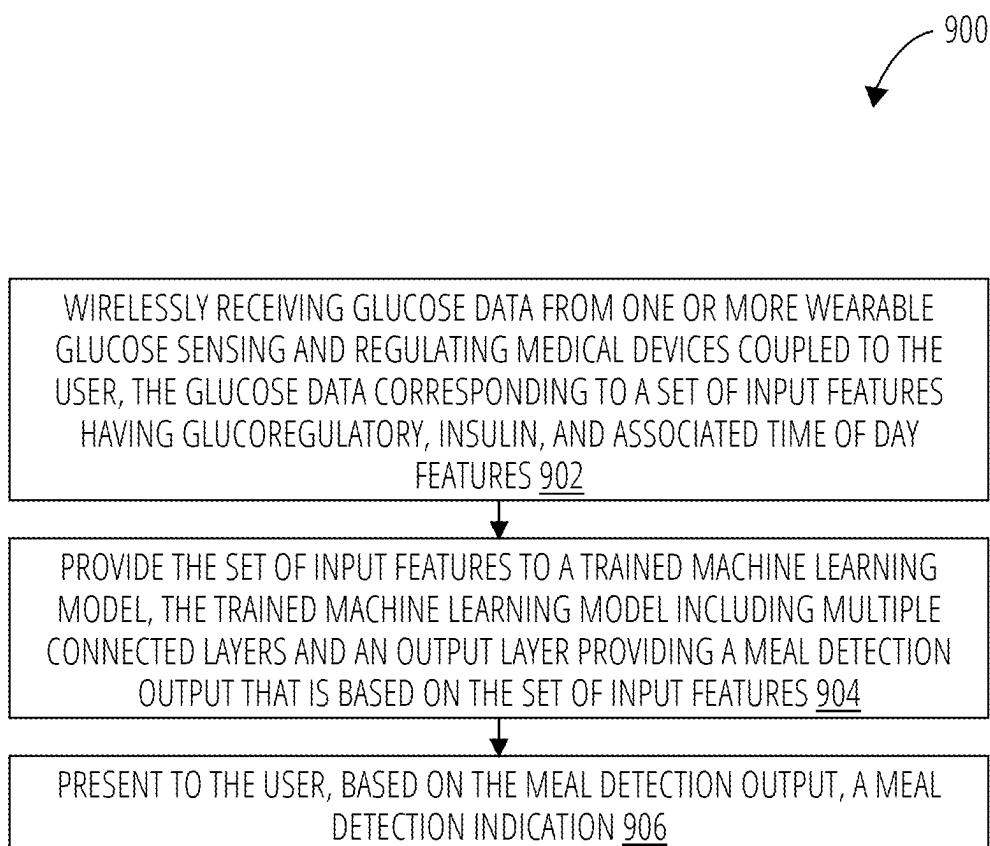 900
WIRELESSLY RECEIVING GLUCOSE DATA FROM ONE OR MORE WEARABLE
GLUCOSE SENSING AND REGULATING MEDICAL DEVICES COUPLED TO THE
USER, THE GLUCOSE DATA CORRESPONDING TO A SET OF INPUT FEATURES
HAVING GLUCOREGULATORY, INSULIN, AND ASSOCIATED TIME OF DAY
FEATURES 902
PROVIDE THE SET OF INPUT FEATURES TO A TRAINED MACHINE LEARNING
MODEL, THE TRAINED MACHINE LEARNING MODEL INCLUDING MULTIPLE
CONNECTED LAYERS AND AN OUTPUT LAYER PROVIDING A MEAL DETECTION
OUTPUT THAT IS BASED ON THE SET OF INPUT FEATURES 904
PRESENT TO THE USER, BASED ON THE MEAL DETECTION OUTPUT, A MEAL
DETECTION INDICATION 906